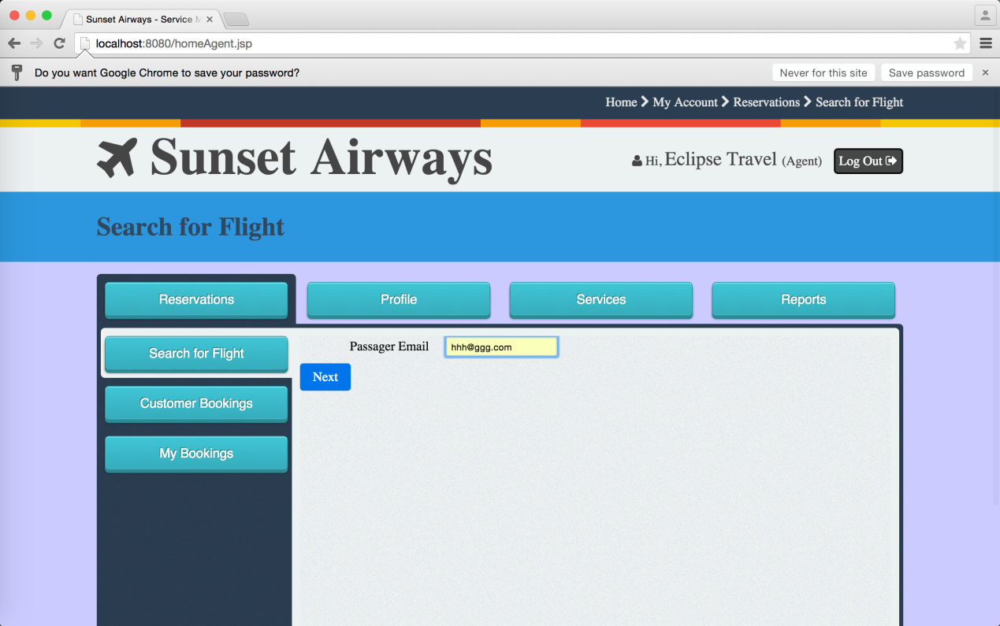 Sunset Airways - Service M
localhost:8080/homeAgent.jsp
Do you want Google Chrome to save your password? Never for this site Save password
Home My Account Reservations Search for Flight
Sunset Airways Hi, Eclipse Travel (Agent) Log Out
Search for Flight
Reservations Profile Services Reports
Search for Flight
Passager Email hhh@ggg.com
Next
Customer Bookings
My Bookings